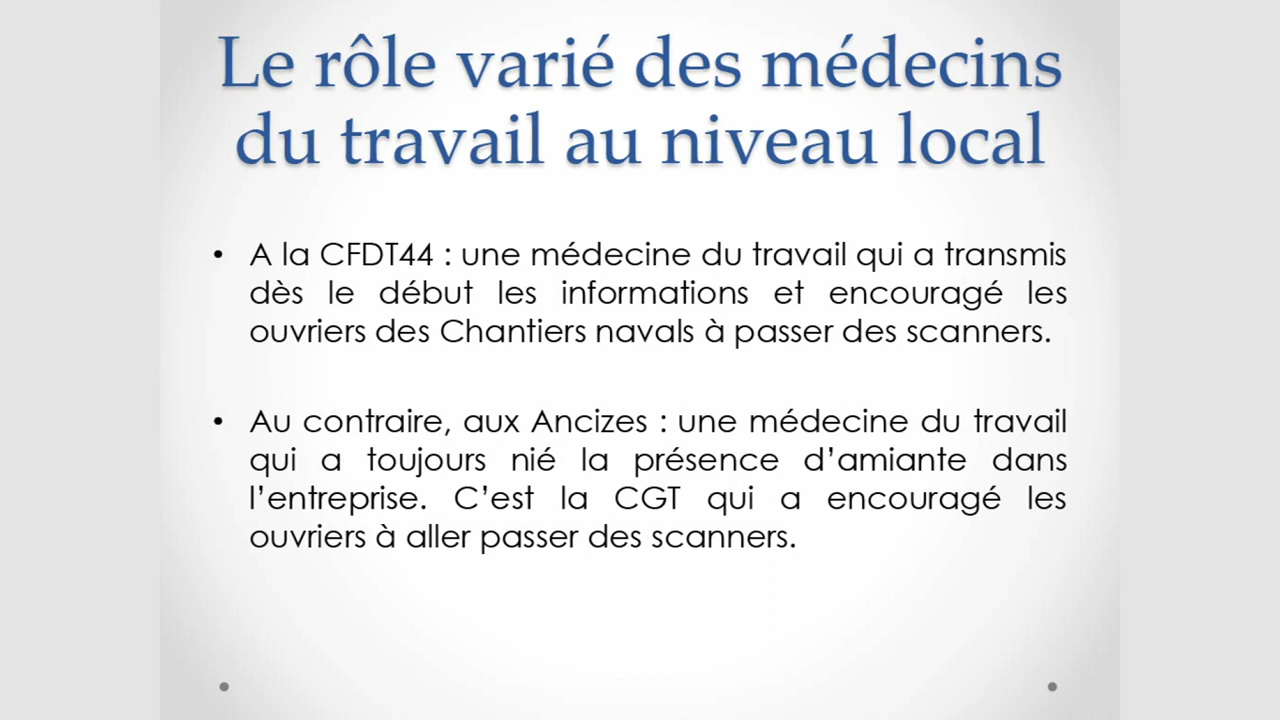 Le rôle varié des médecins
du travail au niveau local
• A la CFDT44 : une médecine du travail qui a transmis
dès le début les informations et encouragé les
ouvriers des Chantiers navals à passer des scanners.
• Au contraire, aux Ancizes : une médecine du travail
qui a toujours nié la présence d’amiante dans
l’entreprise. C’est la CGT qui a encouragé les
ouvriers à aller passer des scanners.